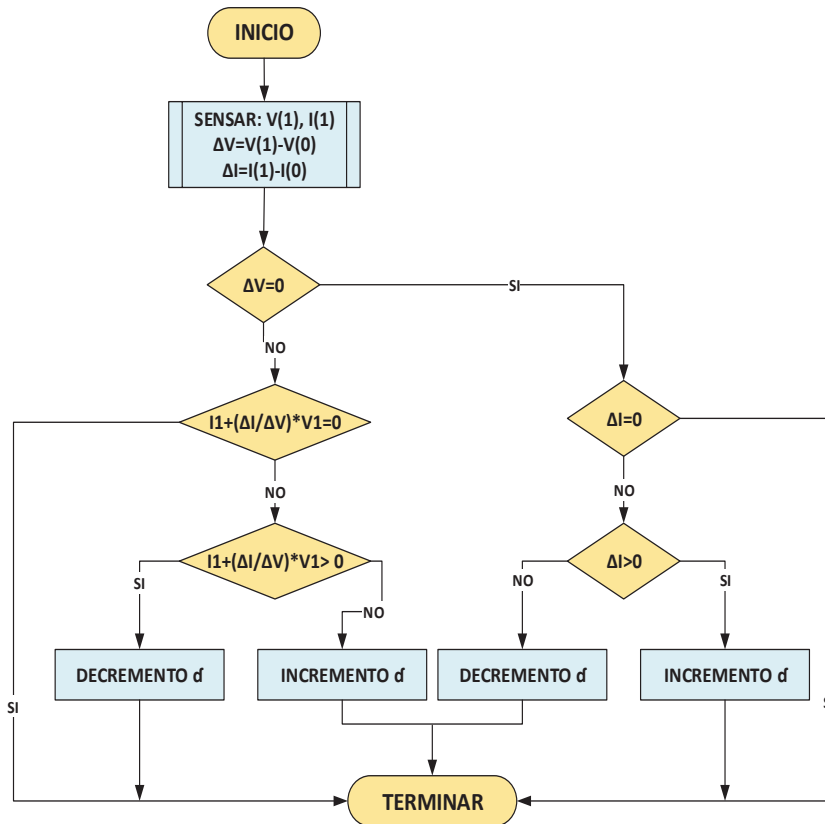 INICIO
SENSAR: V(1), I(1)
ΔV=V(1)-V(0)
ΔI=I(1)-I(0)
ΔV=0
SI
NO
I1+(ΔI/ΔV)*V1=0
ΔI=0
NO
NO
I1+(ΔI/ΔV)*V1> 0
ΔI>0
SI
NO
NO
SI
DECREMENTO d
INCREMENTO d
DECREMENTO d
INCREMENTO d
SI
TERMINAR